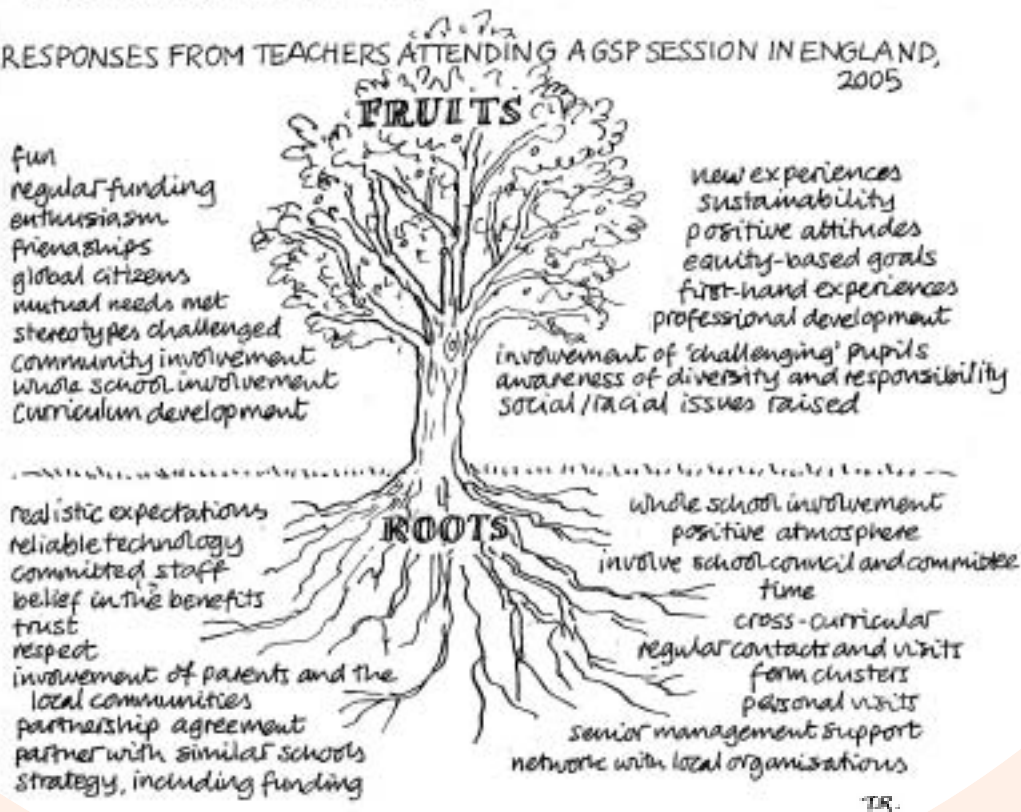 RESPONSES FROM TEACHERS ATTENDING A GSP SESSION IN ENGLAND,
2005
FRUITS
fun
regular funding
enthusiasm
friendships
global citizens
mutual needs met
stereotypes challenged
community involvement
whole school involvement
Curriculum development
new experiences
sustainability
positive attitudes
equity-based goals
first-hand experiences
professional development
involvement of 'challenging' pupils
awareness of diversity and responsibility
social/racial issues raised
ROOTS
realistic expectations
reliable technology
committed staff
belief in the benefits
trust
respect
involvement of parents and the
local communities
partnership agreement
partner with similar schools
strategy, including funding
whole school involvement
positive atmosphere
involve school council and committee
time
cross-curricular
regular contacts and visits
form clusters
personal visits
senior management support
network with local organisations
T.R.